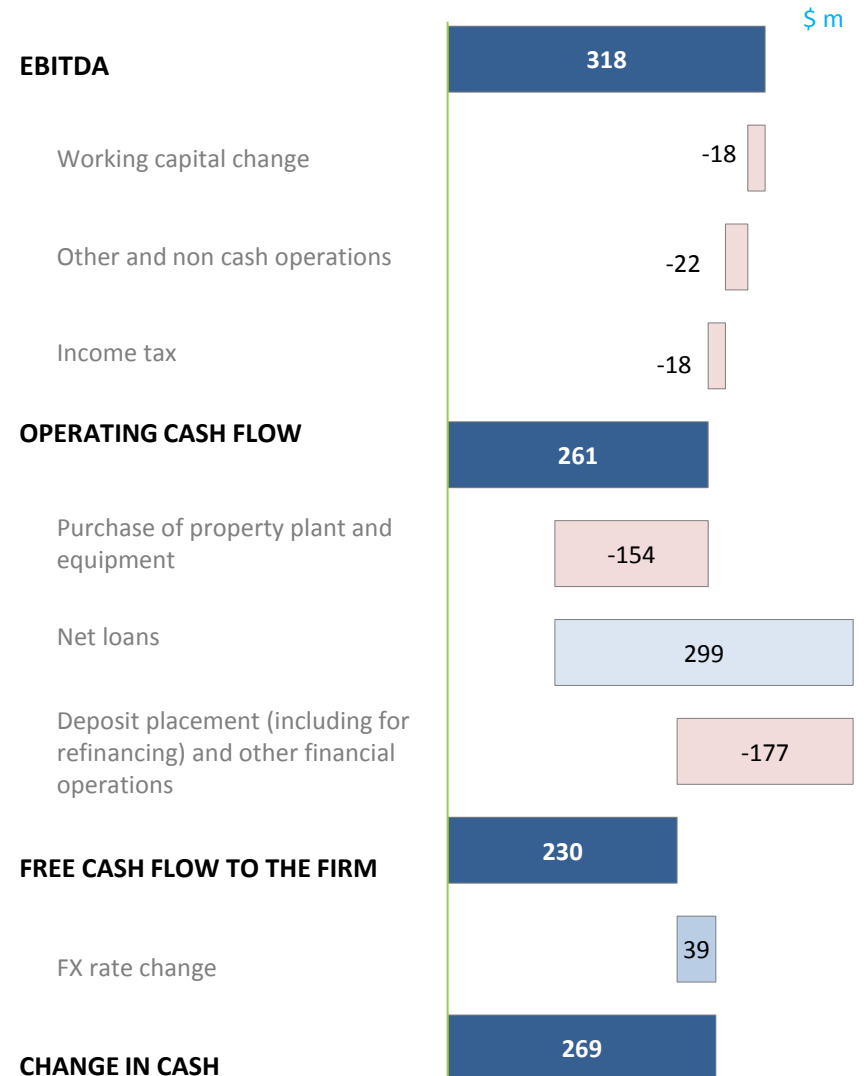 $ m
EBITDA
318
Working capital change
-18
Other and non cash operations
-22
Income tax
-18
OPERATING CASH FLOW
261
Purchase of property plant and
equipment
-154
Net loans
299
Deposit placement (including for
refinancing) and other financial
operations
-177
FREE CASH FLOW TO THE FIRM
230
FX rate change
39
CHANGE IN CASH
269